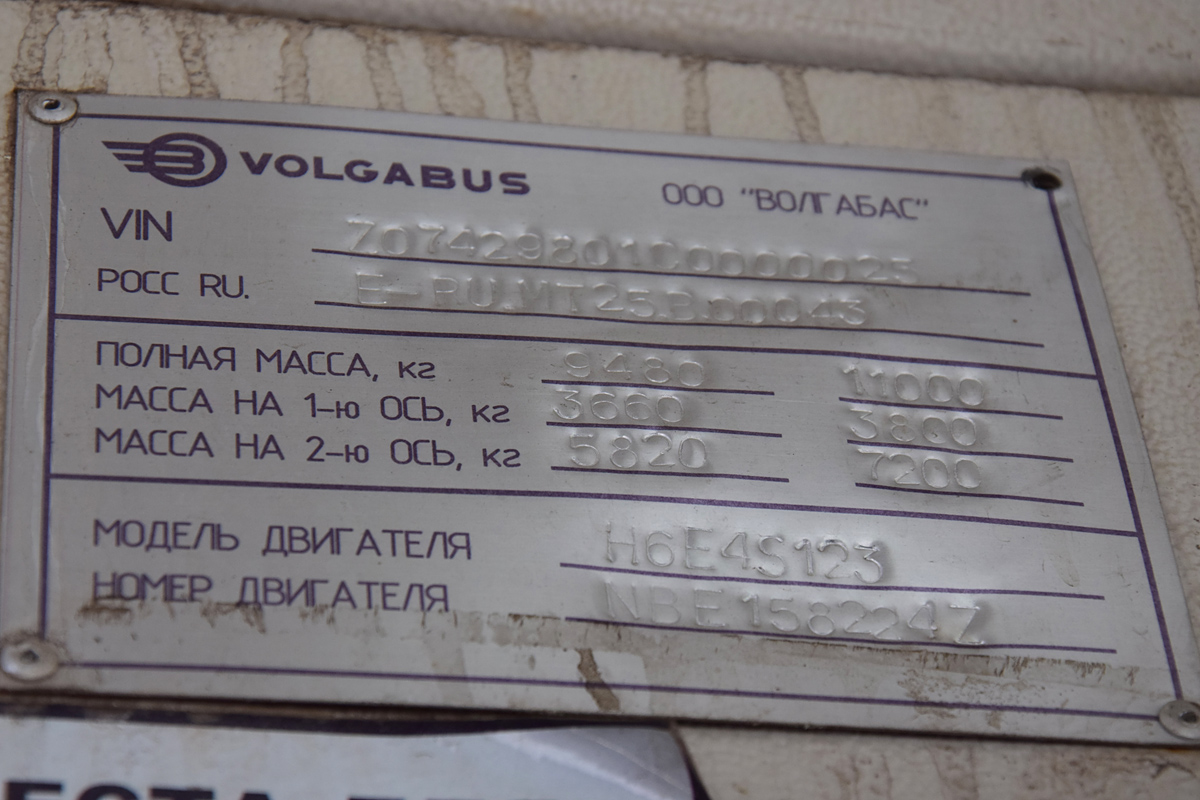 VOLGABUS ООО "ВОЛГАБАС"
VIN Z07429801C0000025
РОСС RU. E-RU.MT25.B.00043
ПОЛНАЯ МАССА, кг 9480 11000
МАССА НА 1-ю ОСЬ, кг 3660 3800
МАССА НА 2-ю ОСЬ, кг 5820 7200
МОДЕЛЬ ДВИГАТЕЛЯ H6E4S123
НОМЕР ДВИГАТЕЛЯ NBE158224Z